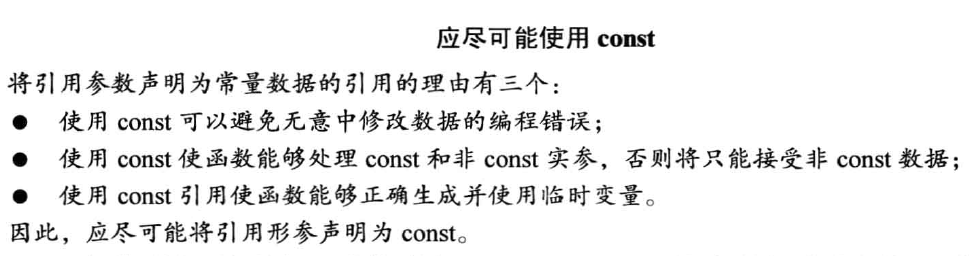 应尽可能使用 const
将引用参数声明为常量数据的引用的理由有三个：
● 使用 const 可以避免无意中修改数据的编程错误；
● 使用 const 使函数能够处理 const 和非 const 实参，否则将只能接受非 const 数据；
● 使用 const 引用使函数能够正确生成并使用临时变量。
因此，应尽可能将引用形参声明为 const。